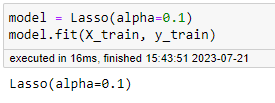 model = Lasso(alpha=0.1)
model.fit(X_train, y_train)
executed in 16ms, finished 15:43:51 2023-07-21
Lasso(alpha=0.1)